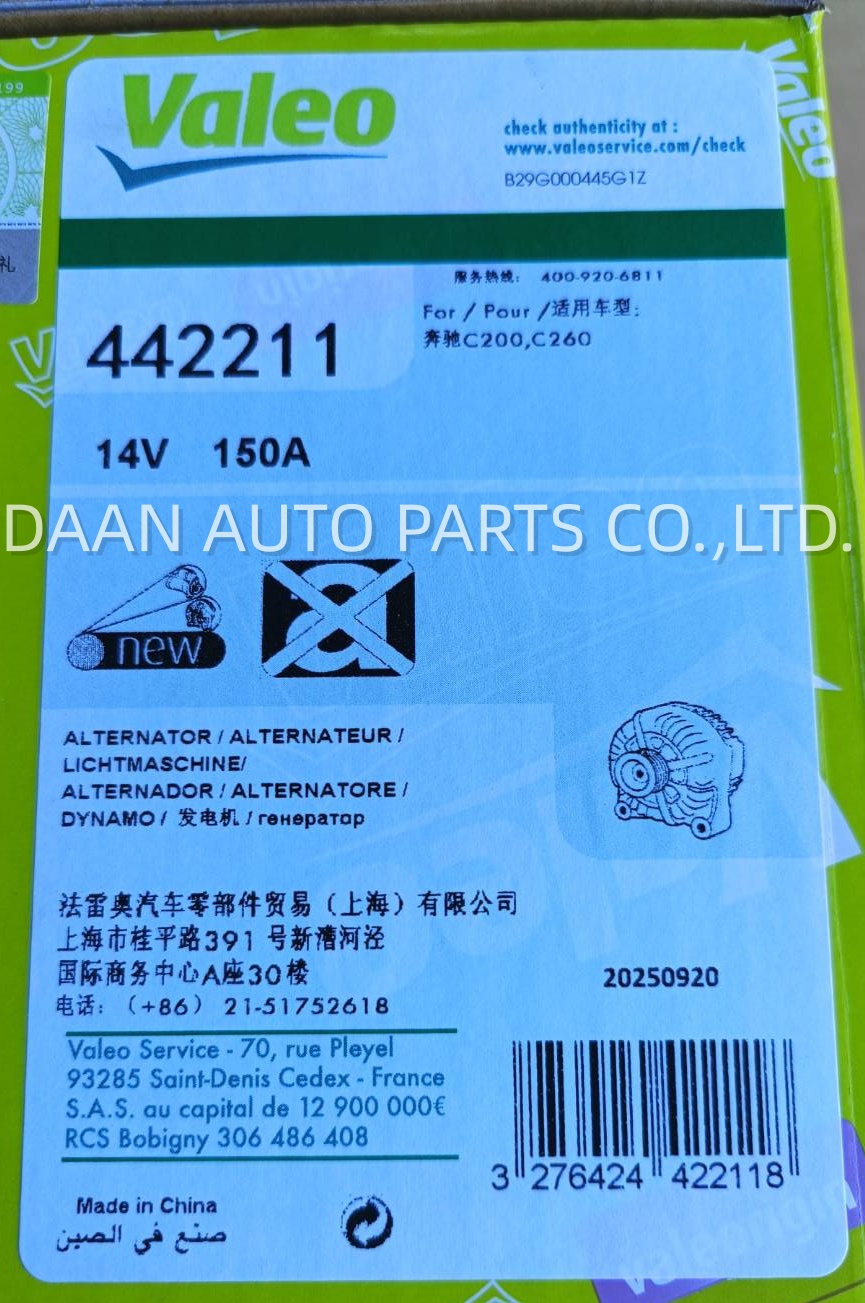 199
礼
Valeo
Valeo
check authenticity at :
www.valeoservice.com/check
B29G000445G1Z
服务热线: 400-920-6811
442211
For / Pour /适用车型:
奔驰C200,C260
14V 150A
DAAN AUTO PARTS CO.,LTD.
new
a
ALTERNATOR / ALTERNATEUR /
LICHTMASCHINE/
ALTERNADOR / ALTERNATORE /
DYNAMO / 发电机 / генератор
法雷奥汽车零部件贸易（上海）有限公司
上海市桂平路391 号新漕河泾
国际商务中心A座30楼
电话: （+86） 21-51752618
20250920
Valeo Service - 70, rue Pleyel
93285 Saint-Denis Cedex - France
S.A.S. au capital de 12 900 000€
RCS Bobigny 306 486 408
3 276424 422118
Made in China
صنع في الصين
valeorigin